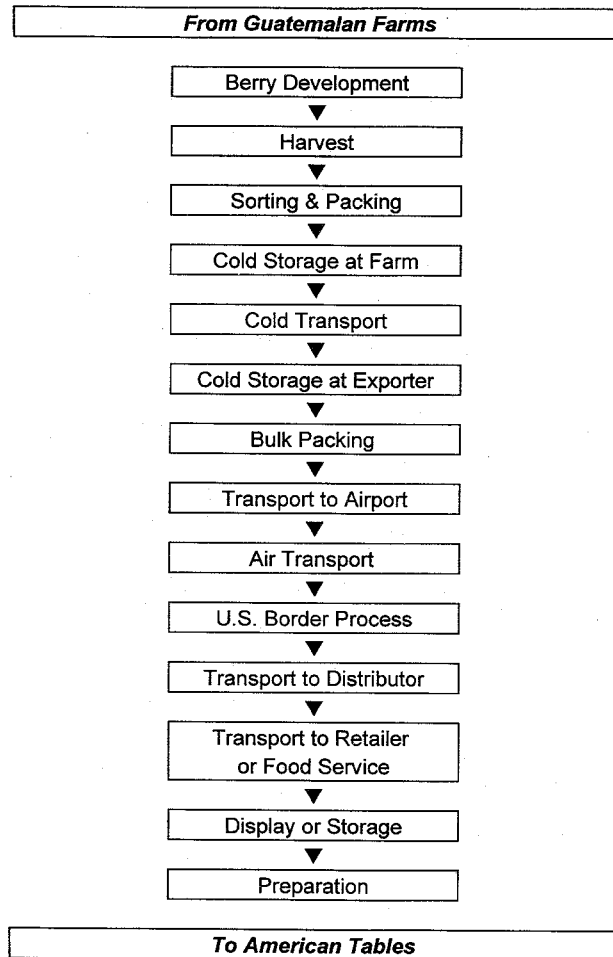 From Guatemalan Farms
Berry Development
Harvest
Sorting & Packing
Cold Storage at Farm
Cold Transport
Cold Storage at Exporter
Bulk Packing
Transport to Airport
Air Transport
U.S. Border Process
Transport to Distributor
Transport to Retailer
or Food Service
Display or Storage
Preparation
To American Tables